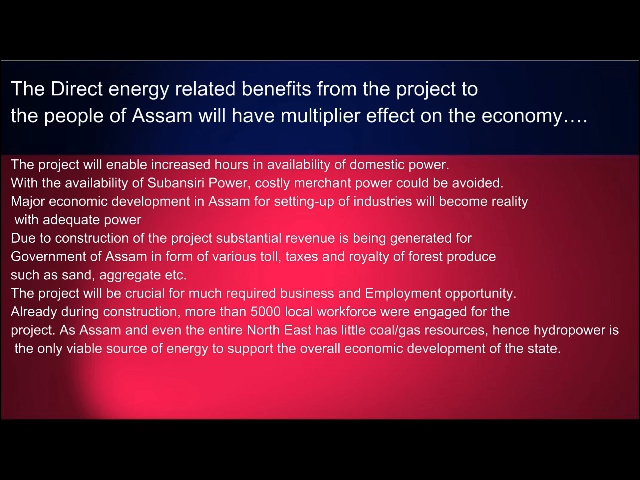 The Direct energy related benefits from the project to
the people of Assam will have multiplier effect on the economy….
The project will enable increased hours in availability of domestic power.
With the availability of Subansiri Power, costly merchant power could be avoided.
Major economic development in Assam for setting-up of industries will become reality
with adequate power
Due to construction of the project substantial revenue is being generated for
Government of Assam in form of various toll, taxes and royalty of forest produce
such as sand, aggregate etc.
The project will be crucial for much required business and Employment opportunity.
Already during construction, more than 5000 local workforce were engaged for the
project. As Assam and even the entire North East has little coal/gas resources, hence hydropower is
the only viable source of energy to support the overall economic development of the state.